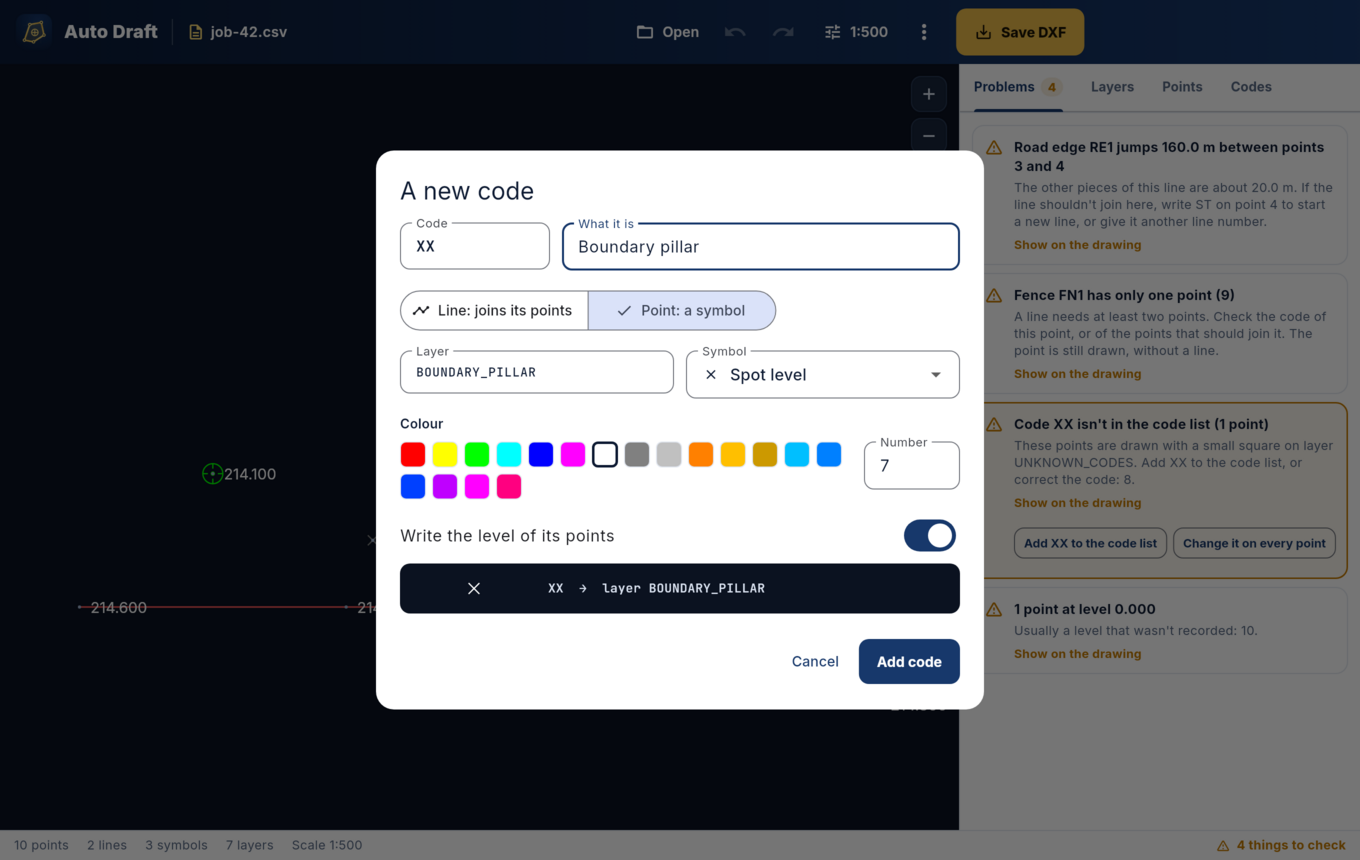 Auto Draft
job-42.csv
Open
1:500
Save DXF
Problems 4
Layers
Points
Codes
Road edge RE1 jumps 160.0 m between points
3 and 4
The other pieces of this line are about 20.0 m. If the
line shouldn't join here, write ST on point 4 to start
a new line, or give it another line number.
Show on the drawing
Fence FN1 has only one point (9)
A line needs at least two points. Check the code of
this point, or of the points that should join it. The
point is still drawn, without a line.
Show on the drawing
Code XX isn't in the code list (1 point)
These points are drawn with a small square on layer
UNKNOWN_CODES. Add XX to the code list, or
correct the code: 8.
Show on the drawing
Add XX to the code list
Change it on every point
1 point at level 0.000
Usually a level that wasn't recorded: 10.
Show on the drawing
A new code
Code
XX
What it is
Boundary pillar
Line: joins its points
Point: a symbol
Layer
BOUNDARY_PILLAR
Symbol
Spot level
Colour
Number
7
Write the level of its points
XX → layer BOUNDARY_PILLAR
Cancel
Add code
214.100
214.600
10 points
2 lines
3 symbols
7 layers
Scale 1:500
4 things to check